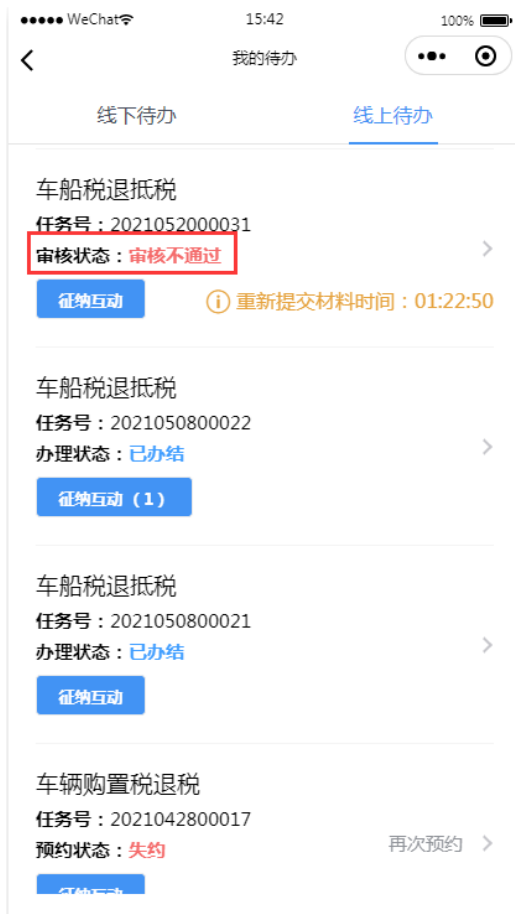 WeChat 15:42 100%
我的待办
线下待办 线上待办
车船税退抵税
任务号：2021052000031
审核状态：审核不通过
征纳互动 重新提交材料时间：01:22:50
车船税退抵税
任务号：2021050800022
办理状态：已办结
征纳互动（1）
车船税退抵税
任务号：2021050800021
办理状态：已办结
征纳互动
车辆购置税退税
任务号：2021042800017
预约状态：失约 再次预约
征纳互动